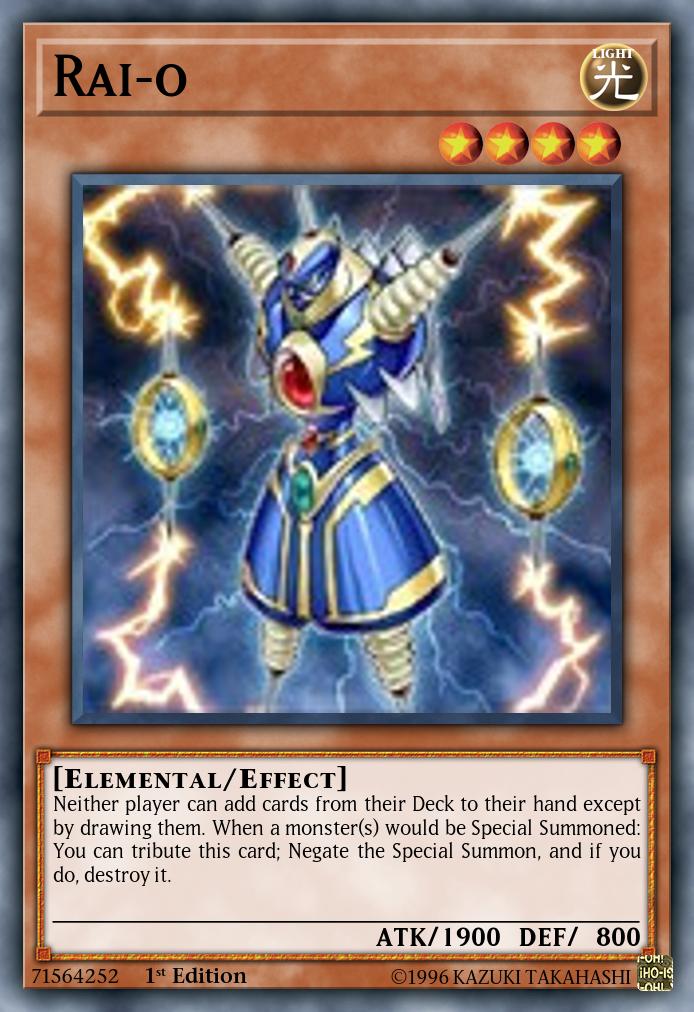 Rai-o
LIGHT
光
[Elemental/Effect]
Neither player can add cards from their Deck to their hand except
by drawing them. When a monster(s) would be Special Summoned:
You can tribute this card; Negate the Special Summon, and if you
do, destroy it.
ATK/1900 DEF/ 800
71564252 1st Edition ©1996 KAZUKI TAKAHASHI